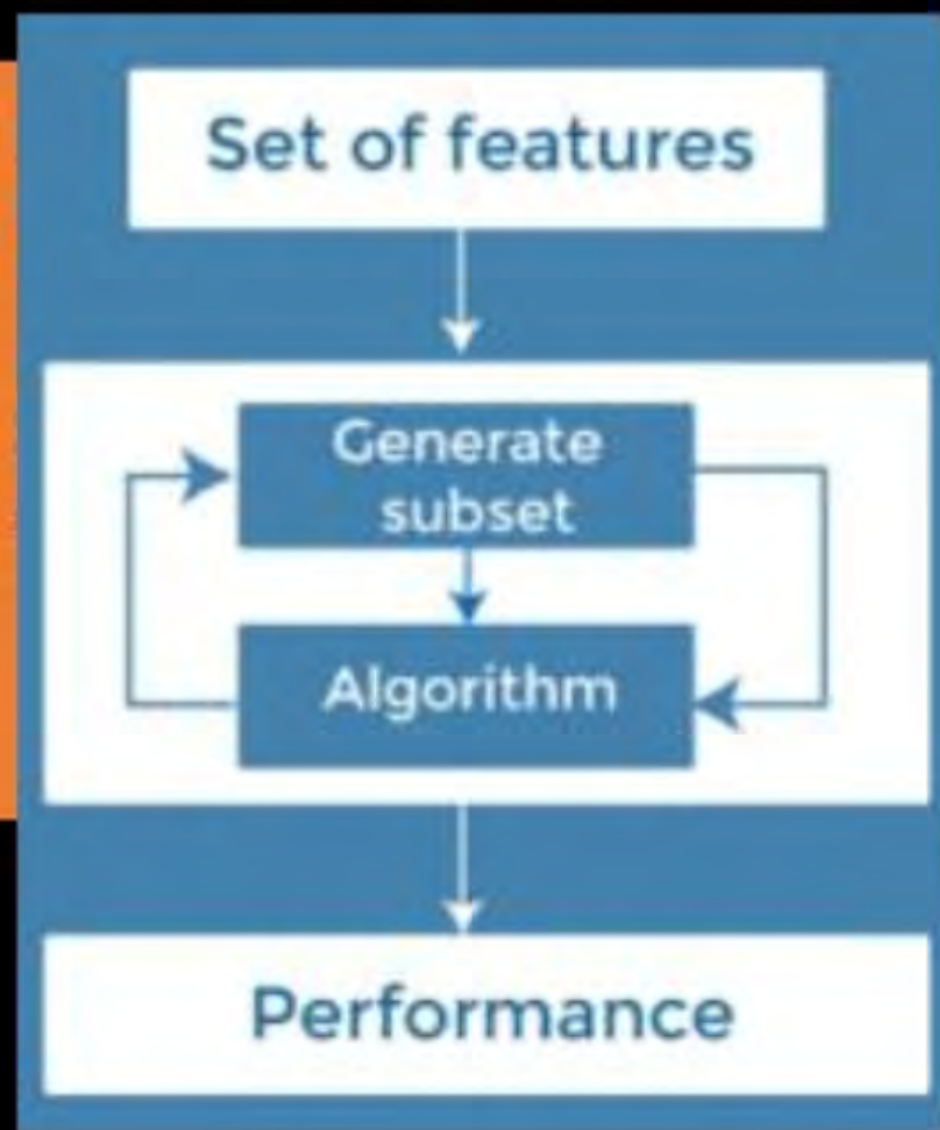 Set of features
Generate
subset
Algorithm
Performance